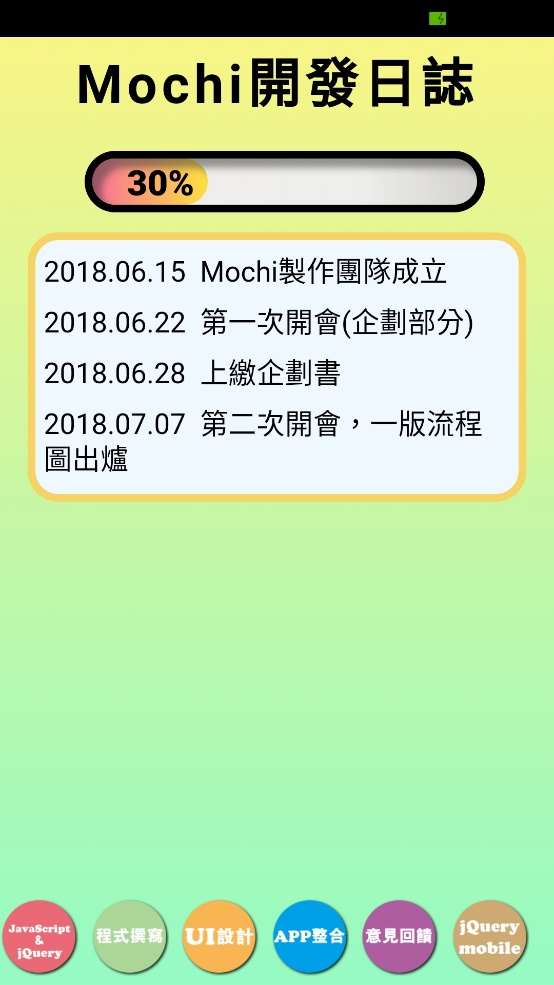 Mochi開發日誌
30%
2018.06.15 Mochi製作團隊成立
2018.06.22 第一次開會(企劃部分)
2018.06.28 上繳企劃書
2018.07.07 第二次開會，一版流程
圖出爐
JavaScript
&
jQuery
程式撰寫
UI設計
APP整合
意見回饋
jQuery
mobile